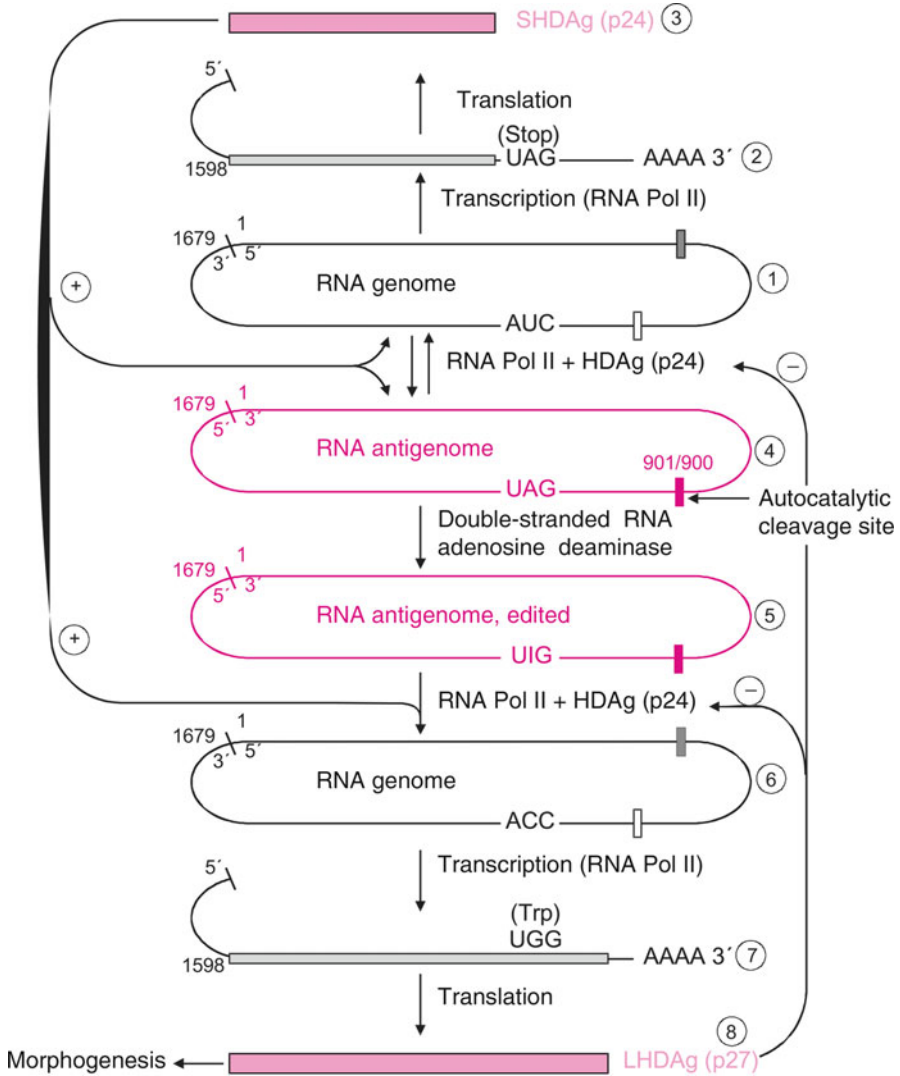 SHDAg (p24) 3
5´
Translation
(Stop)
UAG
AAAA 3´ 2
1598
Transcription (RNA Pol II)
1679 1
3´ 5´
RNA genome
1
+
AUC
RNA Pol II + HDAg (p24)
−
1679 1
5´ 3´
RNA antigenome
901/900
4
UAG
Autocatalytic
cleavage site
Double-stranded RNA
adenosine deaminase
1679 1
5´ 3´
RNA antigenome, edited
5
+
UIG
RNA Pol II + HDAg (p24)
−
1679 1
3´ 5´
RNA genome
6
ACC
Transcription (RNA Pol II)
5´
(Trp)
UGG
AAAA 3´ 7
1598
Translation
8
Morphogenesis
LHDAg (p27)